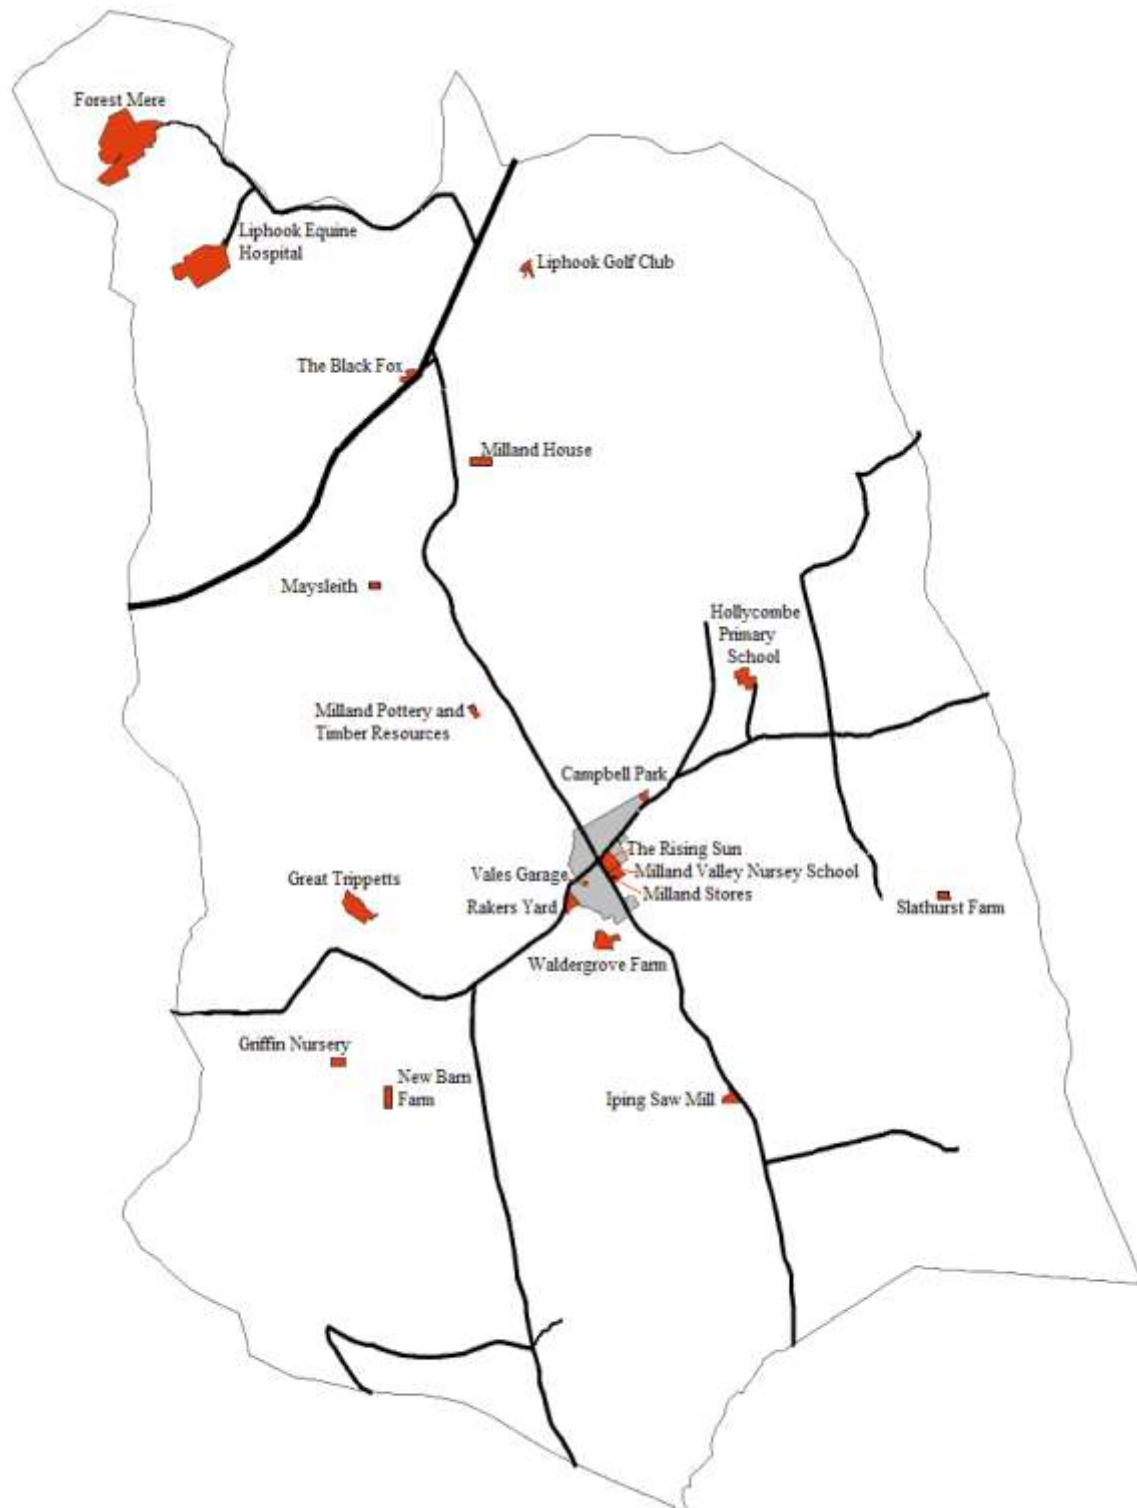 Forest Mere
Liphook Equine
Hospital
Liphook Golf Club
The Black Fox
Milland House
Maysleith
Hollycombe
Primary
School
Milland Pottery and
Timber Resources
Campbell Park
The Rising Sun
Vales Garage
Milland Valley Nursey School
Great Trippetts
Milland Stores
Rakers Yard
Slathurst Farm
Waldergrove Farm
Griffin Nursery
New Barn
Farm
Iping Saw Mill